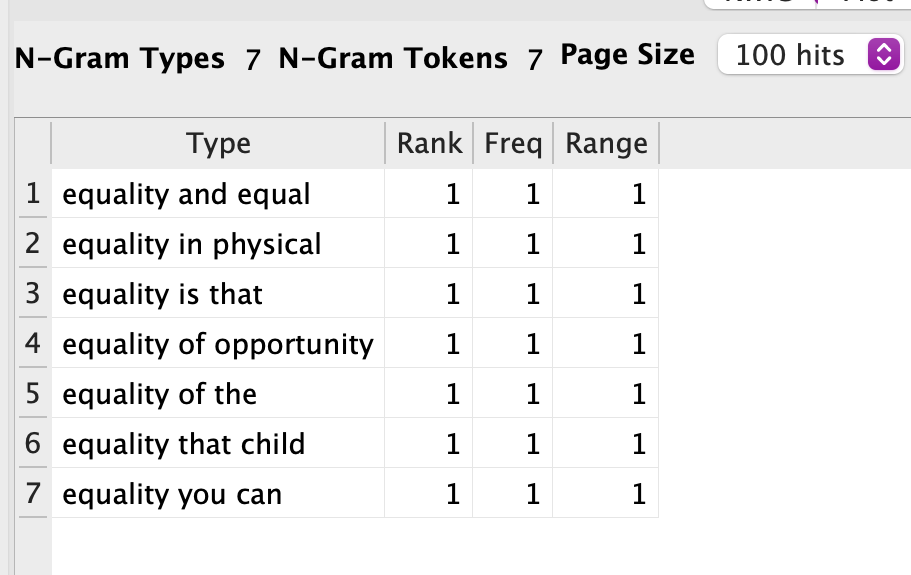 N-Gram Types 7 N-Gram Tokens 7 Page Size 100 hits
Type Rank Freq Range
1 equality and equal 1 1 1
2 equality in physical 1 1 1
3 equality is that 1 1 1
4 equality of opportunity 1 1 1
5 equality of the 1 1 1
6 equality that child 1 1 1
7 equality you can 1 1 1